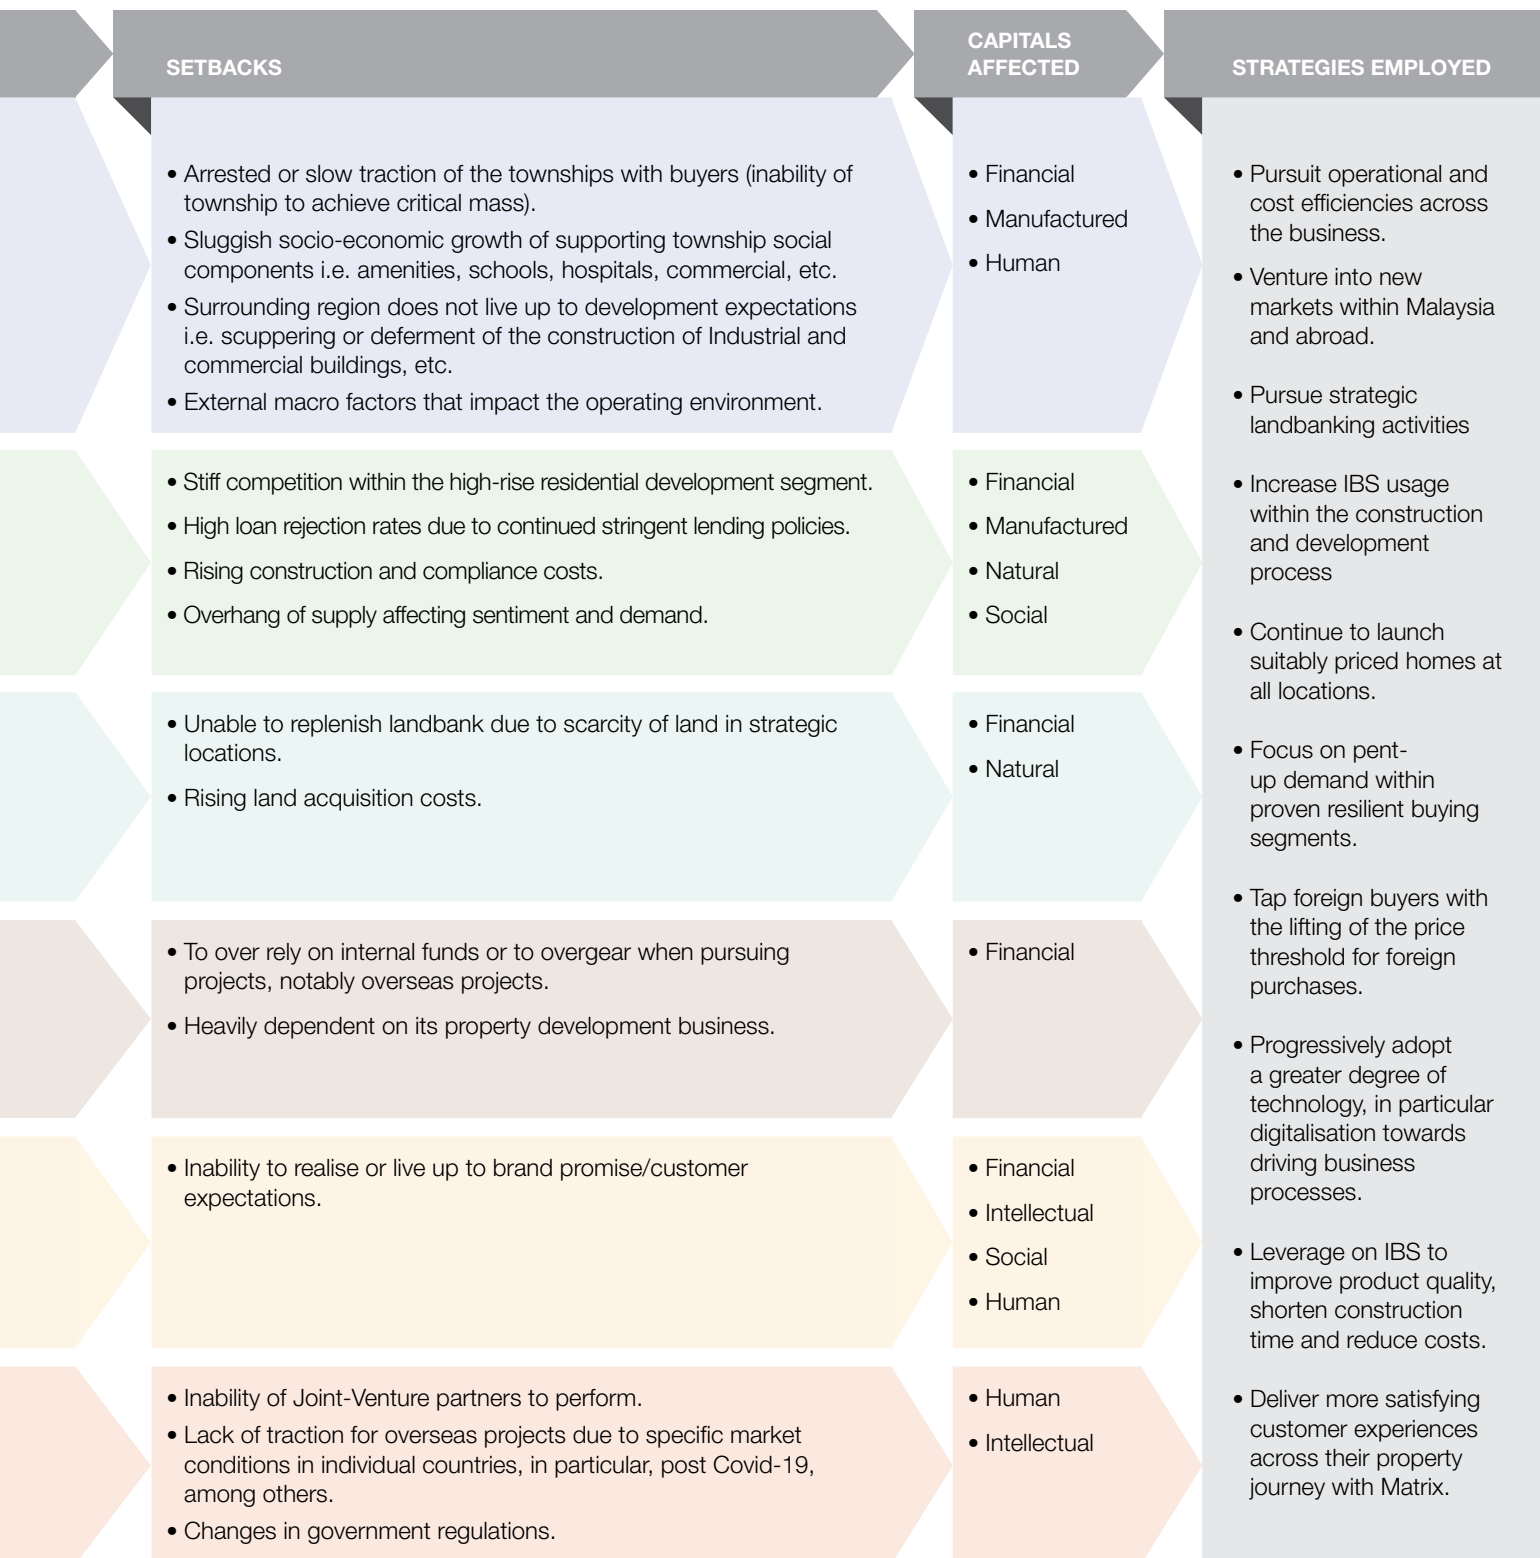 SETBACKS
CAPITALS
AFFECTED
STRATEGIES EMPLOYED
• Arrested or slow traction of the townships with buyers (inability of
township to achieve critical mass).
• Sluggish socio-economic growth of supporting township social
components i.e. amenities, schools, hospitals, commercial, etc.
• Surrounding region does not live up to development expectations
i.e. scuppering or deferment of the construction of Industrial and
commercial buildings, etc.
• External macro factors that impact the operating environment.
• Financial
• Manufactured
• Human
• Stiff competition within the high-rise residential development segment.
• High loan rejection rates due to continued stringent lending policies.
• Rising construction and compliance costs.
• Overhang of supply affecting sentiment and demand.
• Financial
• Manufactured
• Natural
• Social
• Unable to replenish landbank due to scarcity of land in strategic
locations.
• Rising land acquisition costs.
• Financial
• Natural
• To over rely on internal funds or to overgear when pursuing
projects, notably overseas projects.
• Heavily dependent on its property development business.
• Financial
• Inability to realise or live up to brand promise/customer
expectations.
• Financial
• Intellectual
• Social
• Human
• Inability of Joint-Venture partners to perform.
• Lack of traction for overseas projects due to specific market
conditions in individual countries, in particular, post Covid-19,
among others.
• Changes in government regulations.
• Human
• Intellectual
• Pursuit operational and
cost efficiencies across
the business.
• Venture into new
markets within Malaysia
and abroad.
• Pursue strategic
landbanking activities
• Increase IBS usage
within the construction
and development
process
• Continue to launch
suitably priced homes at
all locations.
• Focus on pent-
up demand within
proven resilient buying
segments.
• Tap foreign buyers with
the lifting of the price
threshold for foreign
purchases.
• Progressively adopt
a greater degree of
technology, in particular
digitalisation towards
driving business
processes.
• Leverage on IBS to
improve product quality,
shorten construction
time and reduce costs.
• Deliver more satisfying
customer experiences
across their property
journey with Matrix.